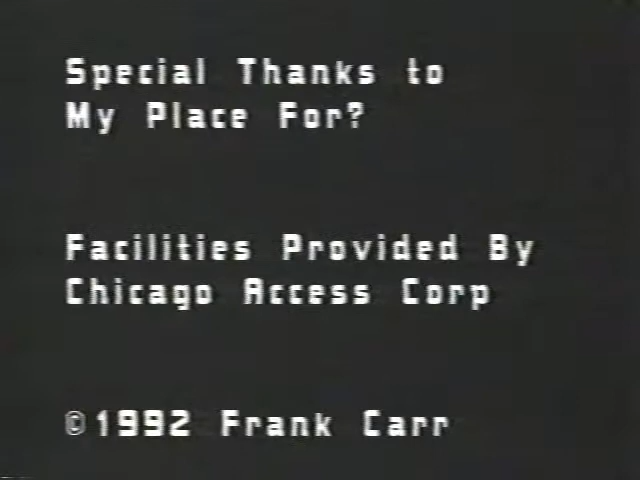 Special Thanks to
My Place For?
Facilities Provided By
Chicago Access Corp
©1992 Frank Carr